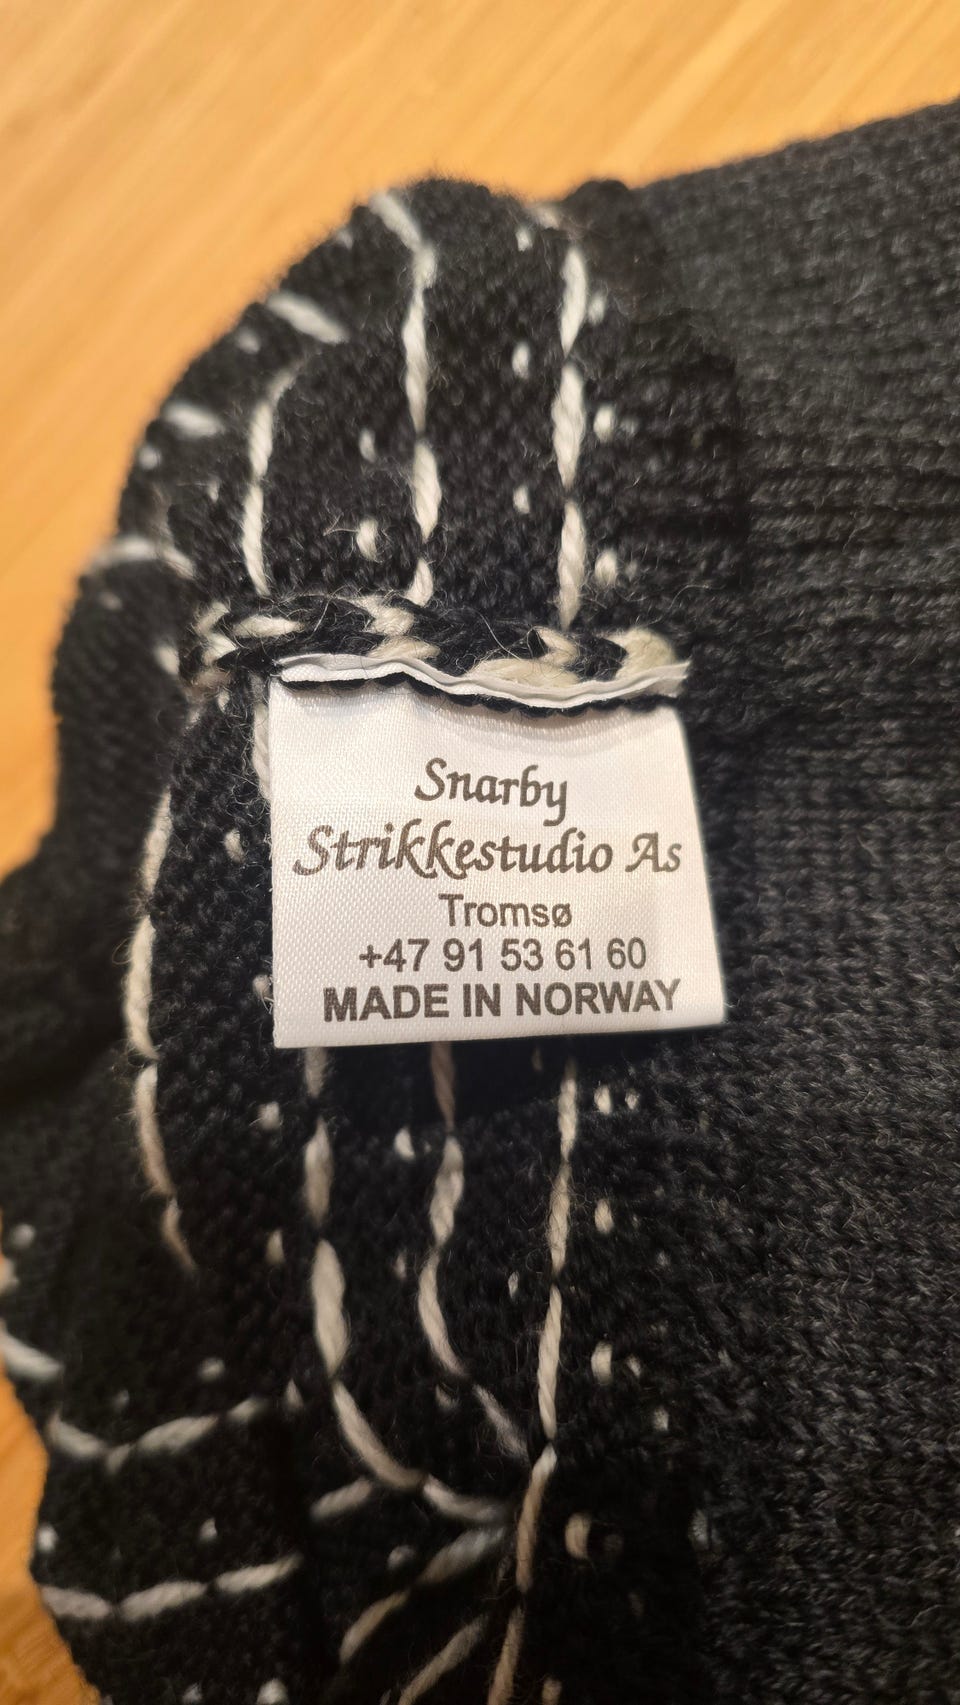 Snarby
Strikkestudio As
Tromsø
+47 91 53 61 60
MADE IN NORWAY